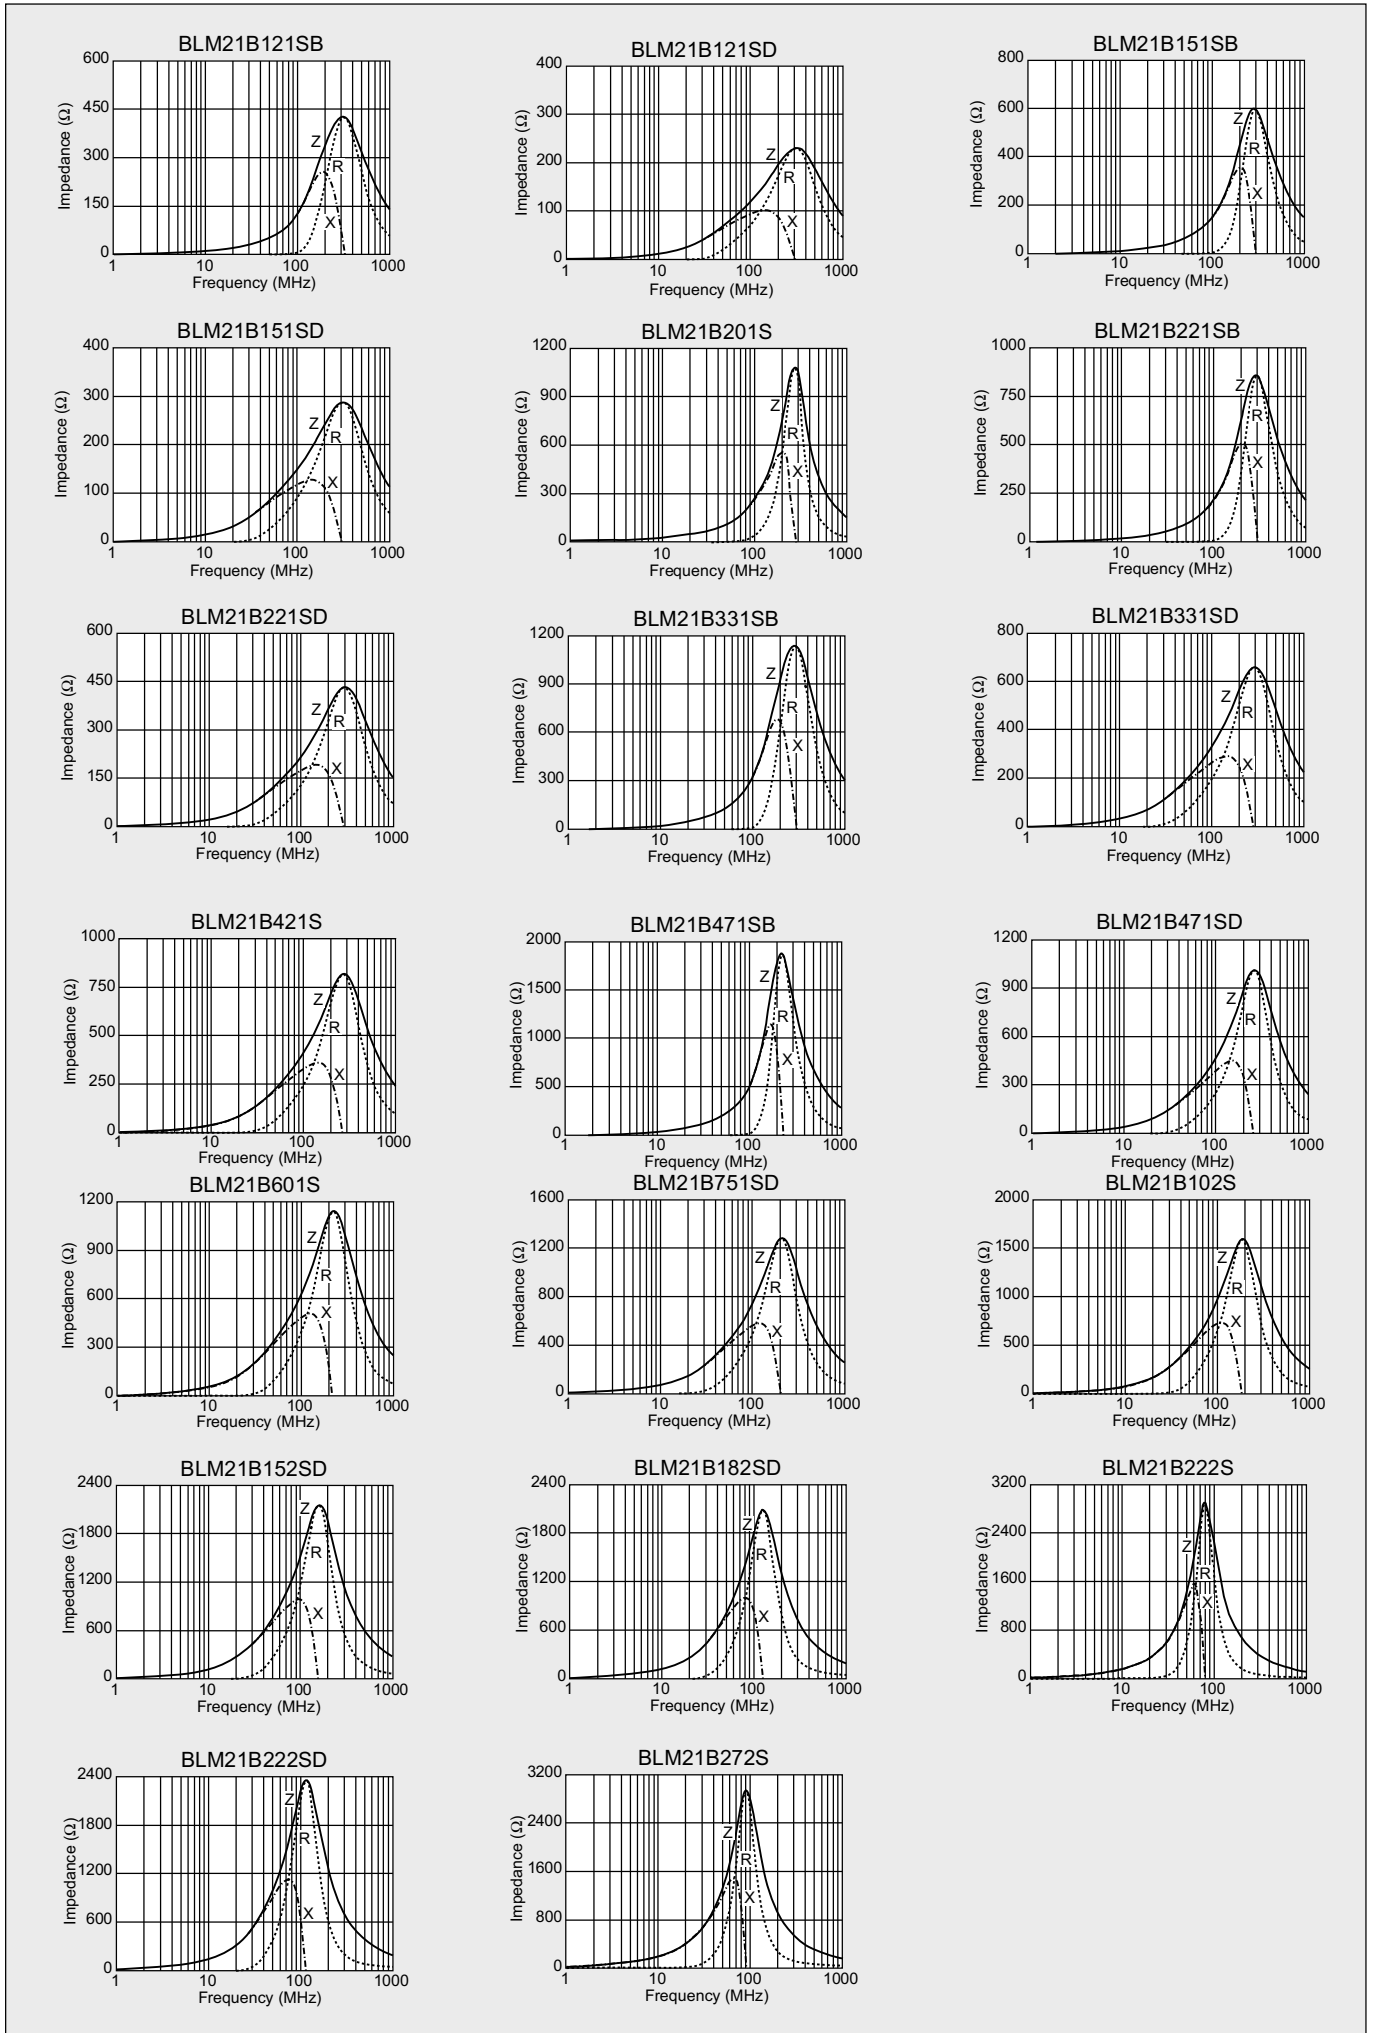 BLM21B121SB
600
450
300
150
0
Impedance (Ω)
Z
R
X
1 10 100 1000
Frequency (MHz)
BLM21B121SD
400
300
200
100
0
Impedance (Ω)
Z
R
X
1 10 100 1000
Frequency (MHz)
BLM21B151SB
800
600
400
200
0
Impedance (Ω)
Z
R
X
1 10 100 1000
Frequency (MHz)
BLM21B151SD
400
300
200
100
0
Impedance (Ω)
Z
R
X
1 10 100 1000
Frequency (MHz)
BLM21B201S
1200
900
600
300
0
Impedance (Ω)
Z
R
X
1 10 100 1000
Frequency (MHz)
BLM21B221SB
1000
750
500
250
0
Impedance (Ω)
Z
R
X
1 10 100 1000
Frequency (MHz)
BLM21B221SD
600
450
300
150
0
Impedance (Ω)
Z
R
X
1 10 100 1000
Frequency (MHz)
BLM21B331SB
1200
900
600
300
0
Impedance (Ω)
Z
R
X
1 10 100 1000
Frequency (MHz)
BLM21B331SD
800
600
400
200
0
Impedance (Ω)
Z
R
X
1 10 100 1000
Frequency (MHz)
BLM21B421S
1000
750
500
250
0
Impedance (Ω)
Z
R
X
1 10 100 1000
Frequency (MHz)
BLM21B471SB
2000
1500
1000
500
0
Impedance (Ω)
Z
R
X
1 10 100 1000
Frequency (MHz)
BLM21B471SD
1200
900
600
300
0
Impedance (Ω)
Z
R
X
1 10 100 1000
Frequency (MHz)
BLM21B601S
1200
900
600
300
0
Impedance (Ω)
Z
R
X
1 10 100 1000
Frequency (MHz)
BLM21B751SD
1600
1200
800
400
0
Impedance (Ω)
Z
R
X
1 10 100 1000
Frequency (MHz)
BLM21B102S
2000
1500
1000
500
0
Impedance (Ω)
Z
R
X
1 10 100 1000
Frequency (MHz)
BLM21B152SD
2400
1800
1200
600
0
Impedance (Ω)
Z
R
X
1 10 100 1000
Frequency (MHz)
BLM21B182SD
2400
1800
1200
600
0
Impedance (Ω)
Z
R
X
1 10 100 1000
Frequency (MHz)
BLM21B222S
3200
2400
1600
800
0
Impedance (Ω)
Z
R
X
1 10 100 1000
Frequency (MHz)
BLM21B222SD
2400
1800
1200
600
0
Impedance (Ω)
Z
R
X
1 10 100 1000
Frequency (MHz)
BLM21B272S
3200
2400
1600
800
0
Impedance (Ω)
Z
R
X
1 10 100 1000
Frequency (MHz)